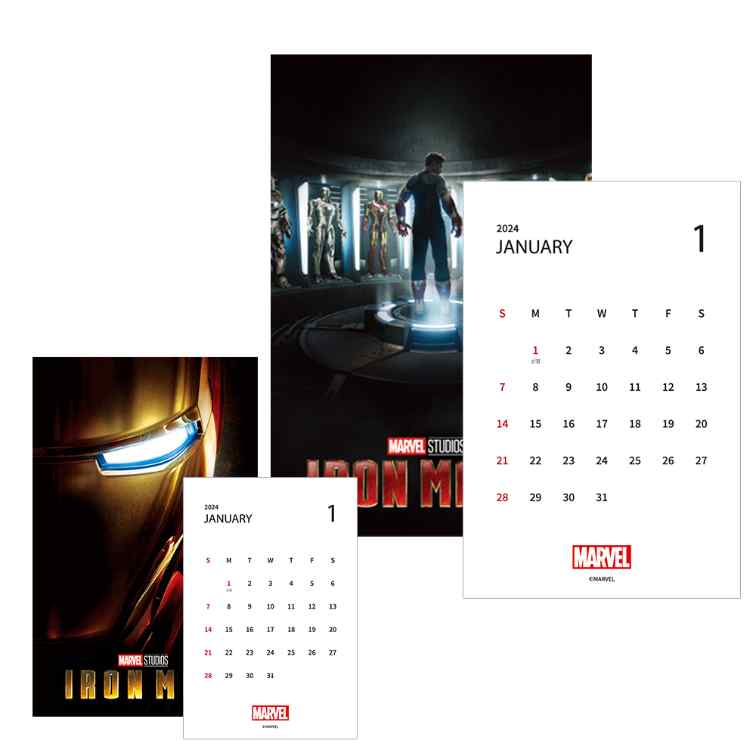 MARVEL STUDIOS
IRON M
2024
JANUARY
1
S M T W T F S
1 2 3 4 5 6
신정
7 8 9 10 11 12 13
14 15 16 17 18 19 20
21 22 23 24 25 26 27
28 29 30 31
MARVEL
©MARVEL
MARVEL STUDIOS
IRON M
2024
JANUARY
1
S M T W T F S
1 2 3 4 5 6
신정
7 8 9 10 11 12 13
14 15 16 17 18 19 20
21 22 23 24 25 26 27
28 29 30 31
MARVEL
©MARVEL